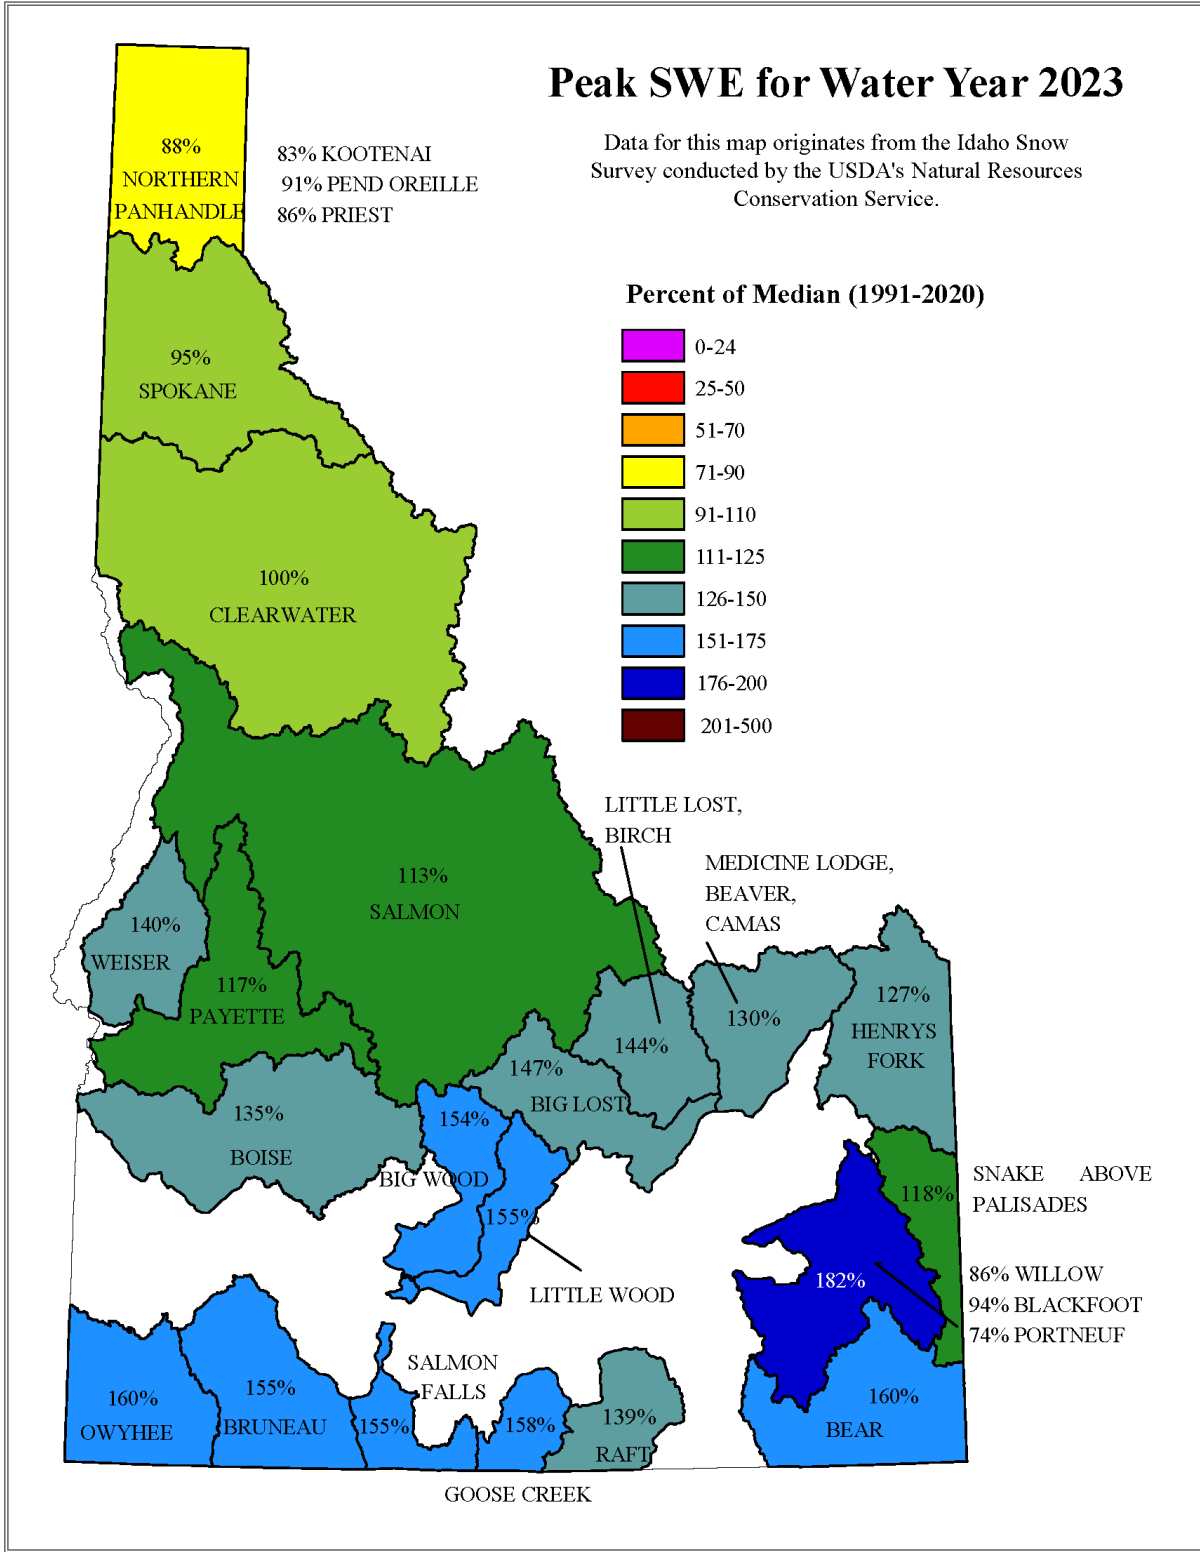 Peak SWE for Water Year 2023
Data for this map originates from the Idaho Snow
Survey conducted by the USDA's Natural Resources
Conservation Service.
88%
NORTHERN
PANHANDLE
83% KOOTENAI
91% PEND OREILLE
86% PRIEST
Percent of Median (1991-2020)
0-24
25-50
51-70
71-90
91-110
111-125
126-150
151-175
176-200
201-500
95%
SPOKANE
100%
CLEARWATER
LITTLE LOST,
BIRCH
MEDICINE LODGE,
BEAVER,
CAMAS
113%
SALMON
140%
WEISER
117%
PAYETTE
127%
HENRYS
FORK
130%
144%
147%
BIG LOST
135%
BOISE
154%
BIG WOOD
155%
LITTLE WOOD
118%
SNAKE ABOVE
PALISADES
182%
86% WILLOW
94% BLACKFOOT
74% PORTNEUF
160%
OWYHEE
155%
BRUNEAU
SALMON
FALLS
155%
158%
139%
RAFT
160%
BEAR
GOOSE CREEK